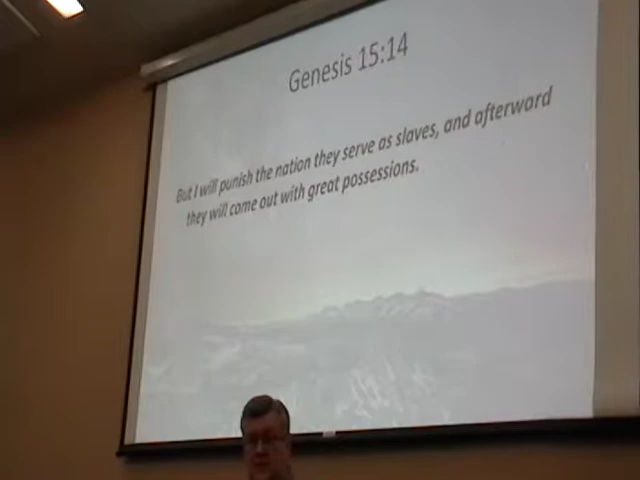 Genesis 15:14
But I will punish the nation they serve as slaves, and afterward
they will come out with great possessions.